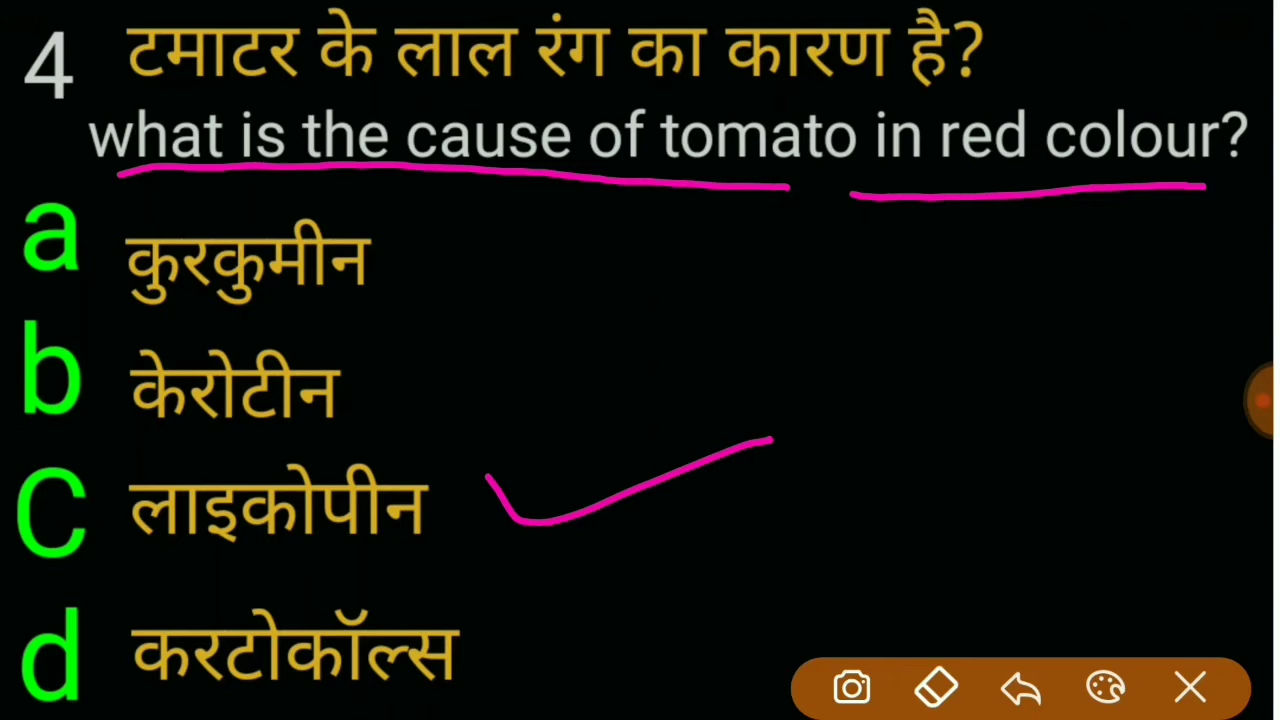 4 टमाटर के लाल रंग का कारण है?
what is the cause of tomato in red colour?
a कुरकुमीन
b केरोटीन
C लाइकोपीन
d करटोकॉल्स